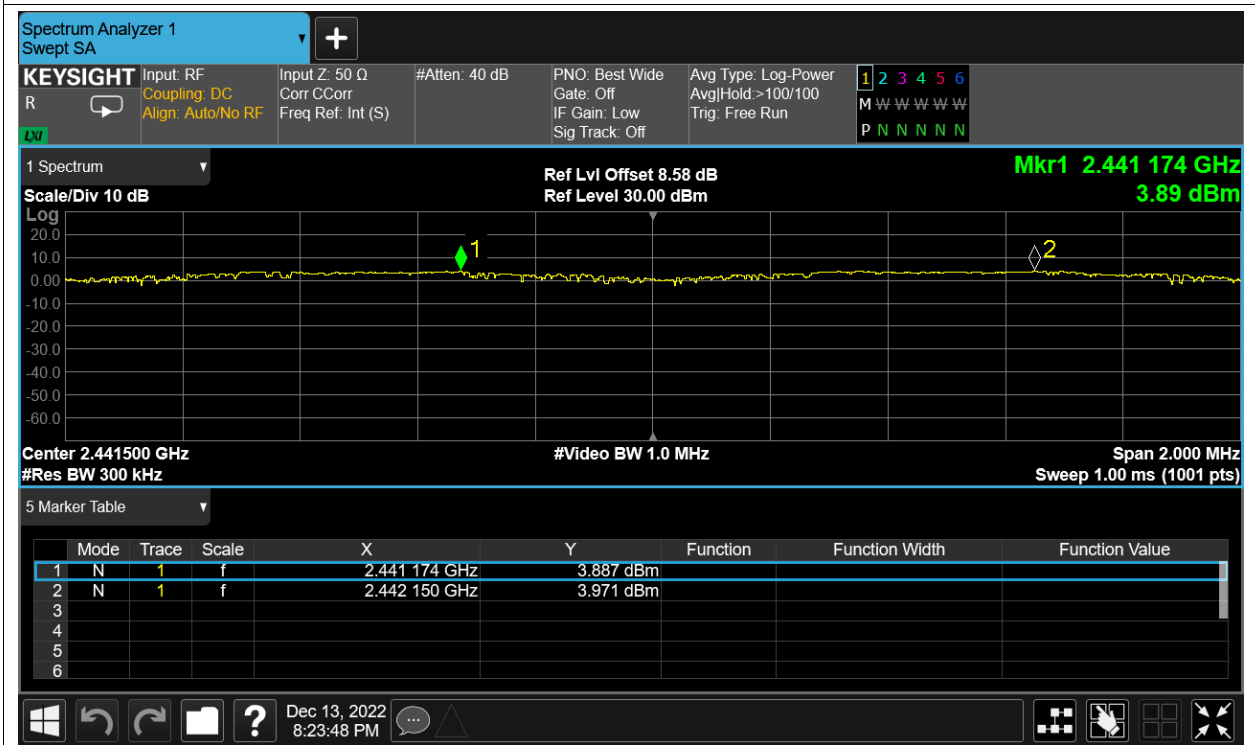 Spectrum Analyzer 1
Swept SA
KEYSIGHT
R
LXI
Input: RF
Coupling: DC
Align: Auto/No RF
Input Z: 50 Ω
Corr CCorr
Freq Ref: Int (S)
#Atten: 40 dB
PNO: Best Wide
Gate: Off
IF Gain: Low
Sig Track: Off
Avg Type: Log-Power
Avg|Hold:>100/100
Trig: Free Run
1 2 3 4 5 6
M W W W W W
P N N N N N
1 Spectrum
Scale/Div 10 dB
Ref Lvl Offset 8.58 dB
Ref Level 30.00 dBm
Mkr1 2.441 174 GHz
3.89 dBm
Log
20.0
10.0
0.00
-10.0
-20.0
-30.0
-40.0
-50.0
-60.0
1
2
Center 2.441500 GHz
#Res BW 300 kHz
#Video BW 1.0 MHz
Span 2.000 MHz
Sweep 1.00 ms (1001 pts)
5 Marker Table
Mode Trace Scale X Y Function Function Width Function Value
1 N 1 f 2.441 174 GHz 3.887 dBm
2 N 1 f 2.442 150 GHz 3.971 dBm
3
4
5
6
?
Dec 13, 2022
8:23:48 PM